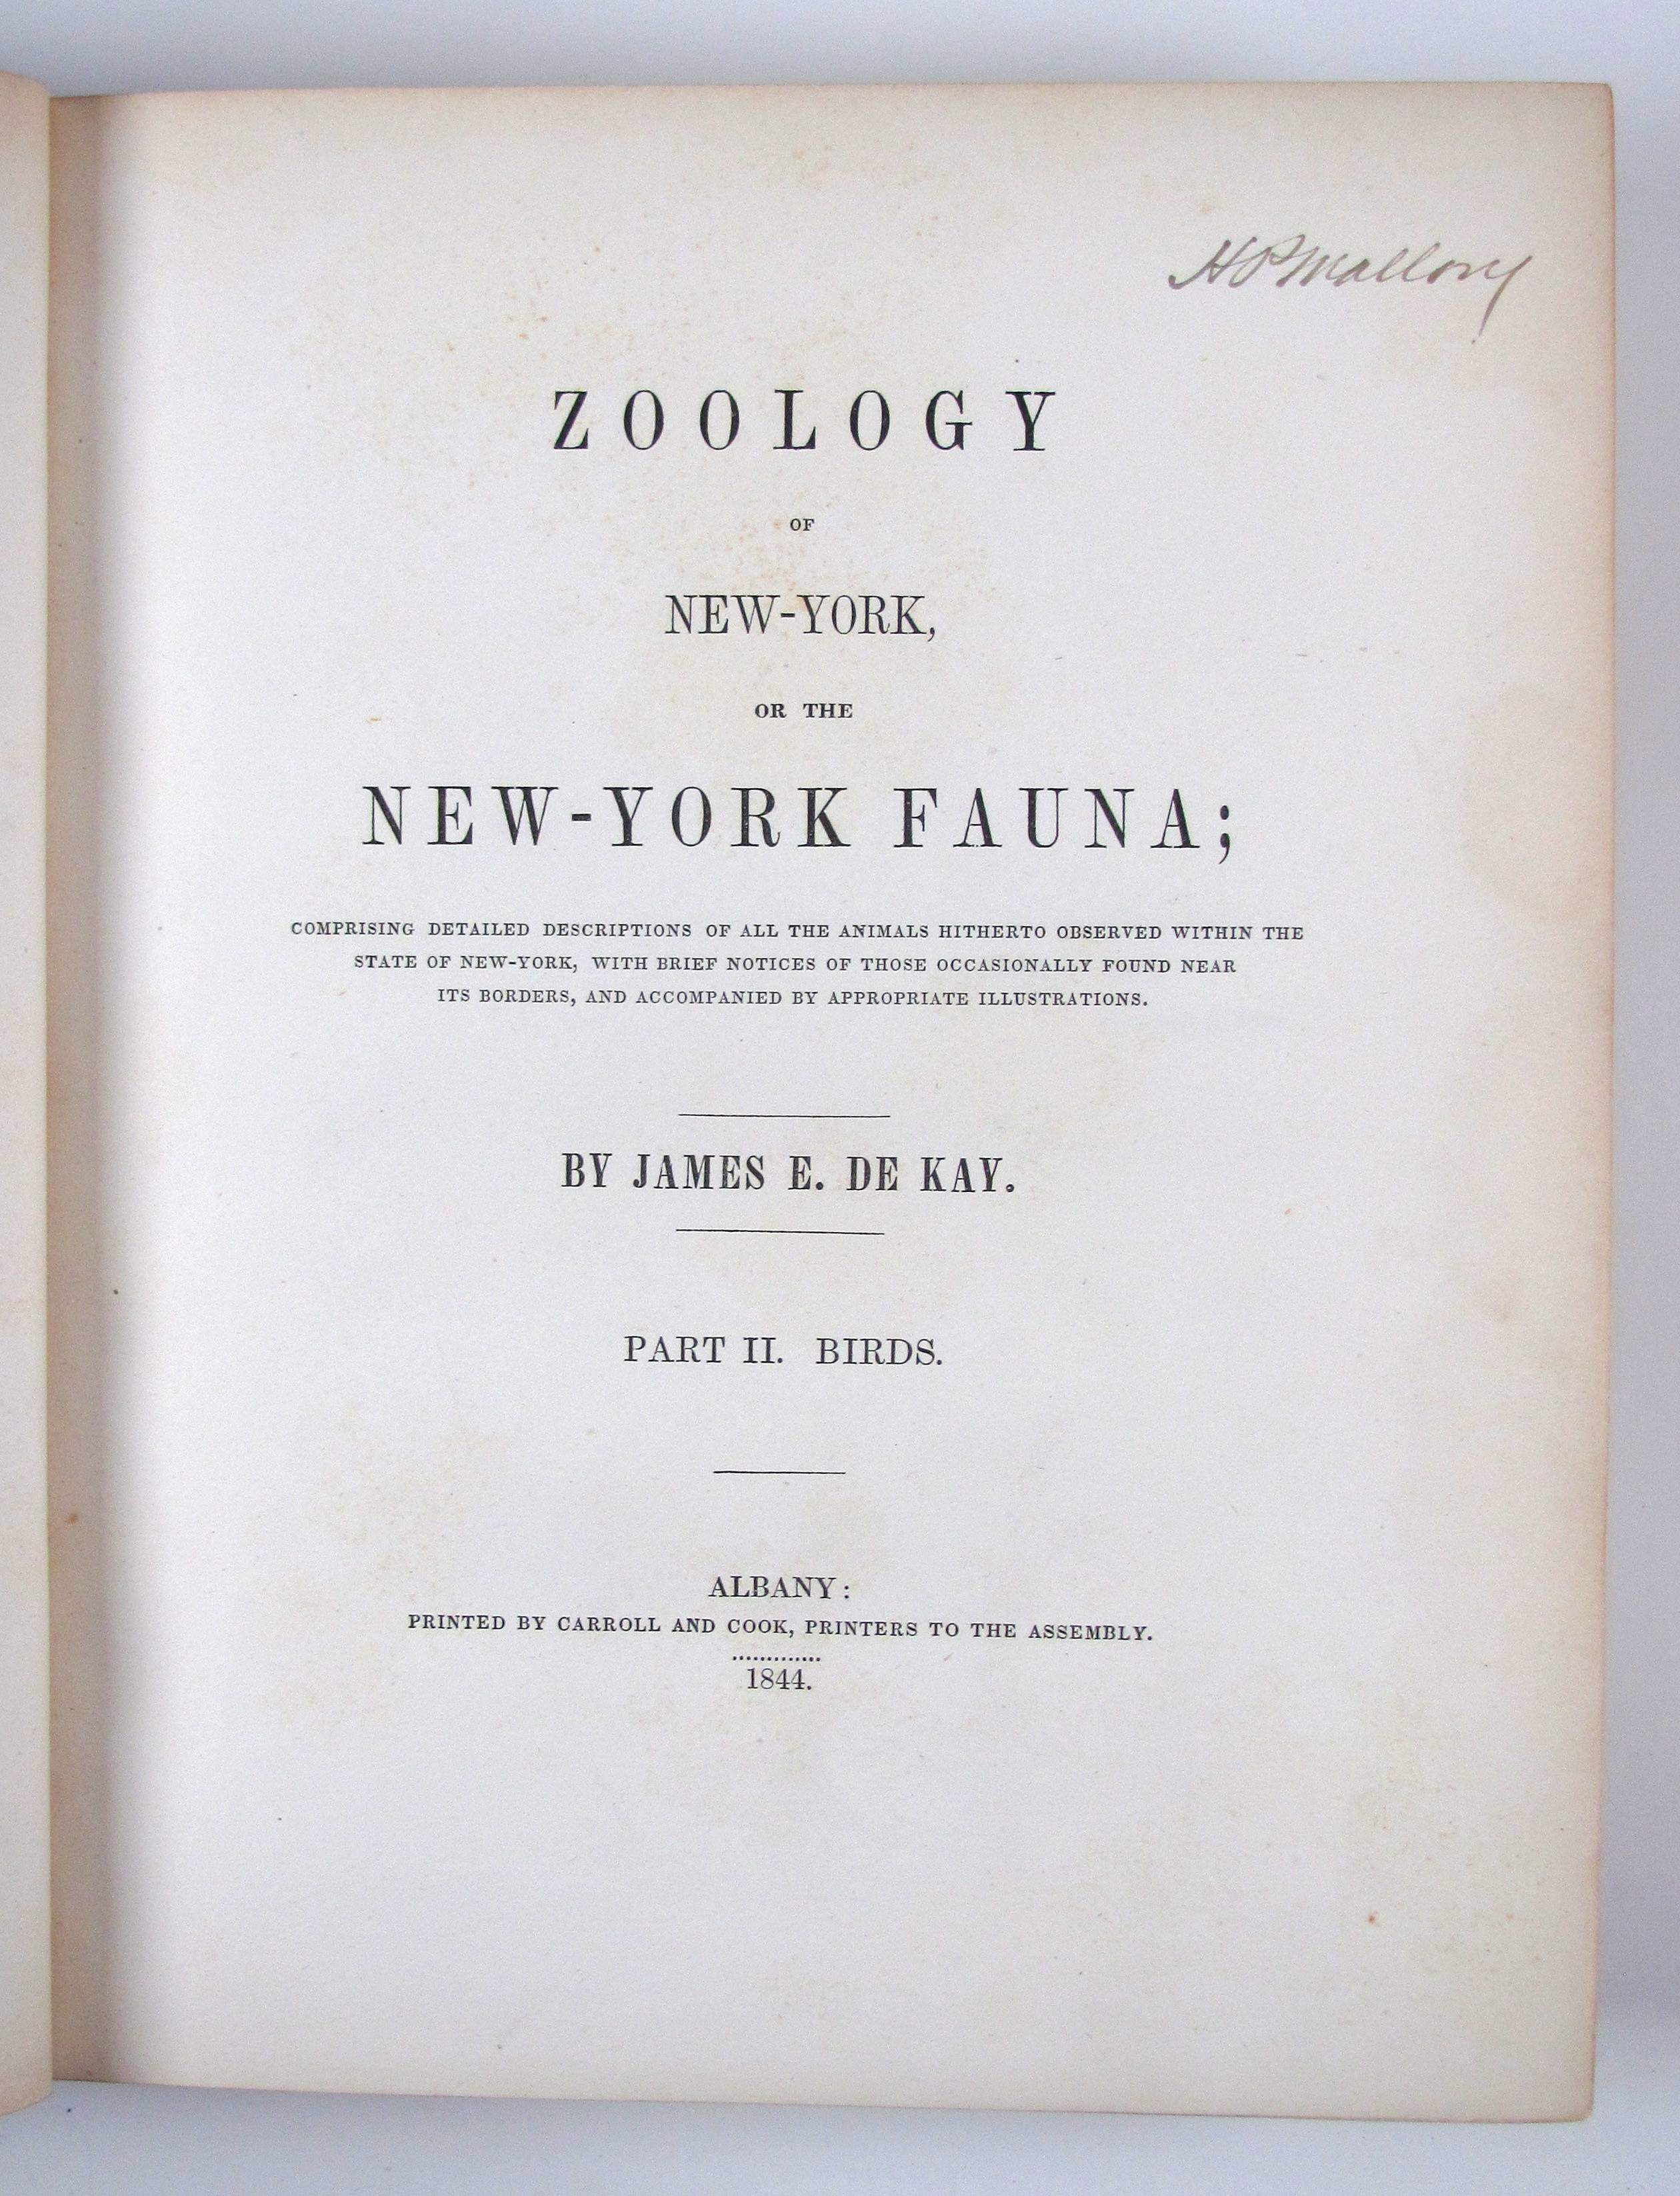 HPMallory
ZOOLOGY
OF
NEW-YORK,
OR THE
NEW-YORK FAUNA;
COMPRISING DETAILED DESCRIPTIONS OF ALL THE ANIMALS HITHERTO OBSERVED WITHIN THE
STATE OF NEW-YORK, WITH BRIEF NOTICES OF THOSE OCCASIONALLY FOUND NEAR
ITS BORDERS, AND ACCOMPANIED BY APPROPRIATE ILLUSTRATIONS.
BY JAMES E. DE KAY.
PART II. BIRDS.
ALBANY:
PRINTED BY CARROLL AND COOK, PRINTERS TO THE ASSEMBLY.
1844.